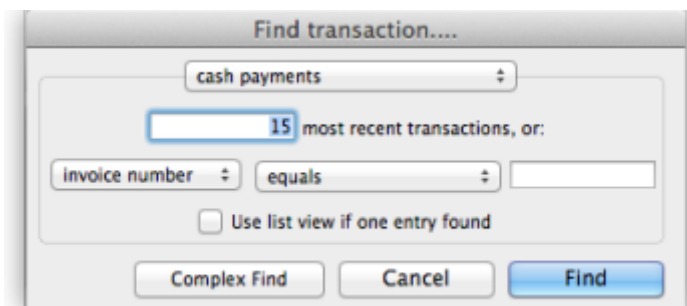 Find transaction....
cash payments
15 most recent transactions, or:
invoice number equals
Use list view if one entry found
Complex Find Cancel Find